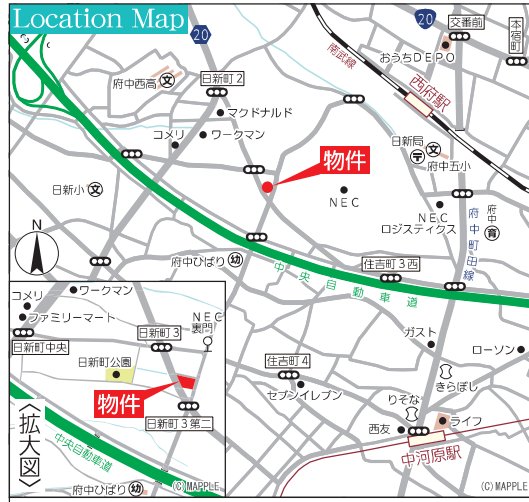 Location Map
20
20
交番前
本宿町
おうちDEPO
南武線
西府駅
日新町2
府中西高
文
マクドナルド
ワークマン
コメリ
日新局
文
府中五小
物件
日新小
文
NEC
NEC
ロジスティクス
府中町田線
府中
育
N
府中ひばり
幼
中央自動車道
住吉町3西
ガスト
ローソン
住吉町4
セブンイレブン
きらぼし
りそな
西友
ライフ
中河原駅
(C)MAPPLE
コメリ
ワークマン
ファミリーマート
日新町3
NEC
裏門
日新町中央
日新町公園
物件
日新町3第二
〈拡大図〉
中央自動車道
府中ひばり
幼
(C)MAPPLE